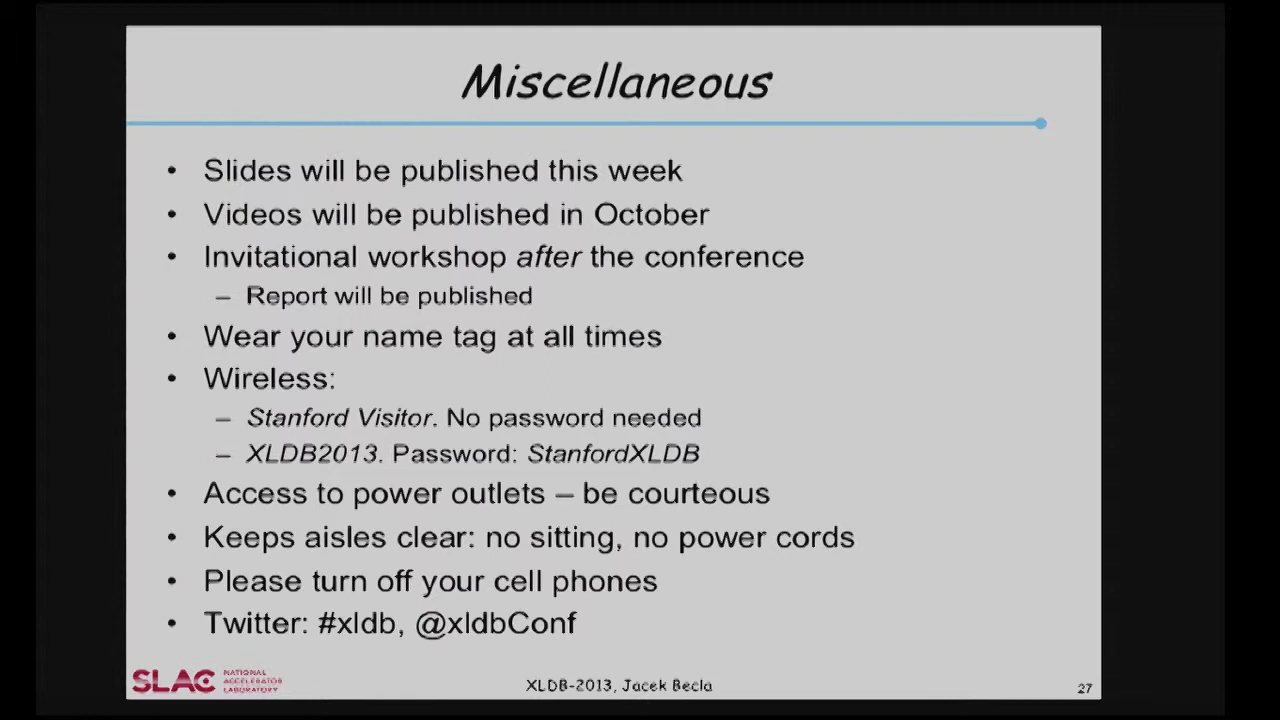 Miscellaneous
• Slides will be published this week
• Videos will be published in October
• Invitational workshop after the conference
– Report will be published
• Wear your name tag at all times
• Wireless:
– Stanford Visitor. No password needed
– XLDB2013. Password: StanfordXLDB
• Access to power outlets – be courteous
• Keeps aisles clear: no sitting, no power cords
• Please turn off your cell phones
• Twitter: #xldb, @xldbConf
SLAC NATIONAL
ACCELERATOR
LABORATORY
XLDB-2013, Jacek Becla
27